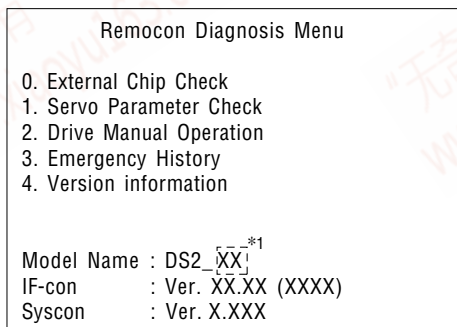 Remocon Diagnosis Menu
0. External Chip Check
1. Servo Parameter Check
2. Drive Manual Operation
3. Emergency History
4. Version information
*1
Model Name : DS2_XX
IF-con : Ver. XX.XX (XXXX)
Syscon : Ver. X.XXX